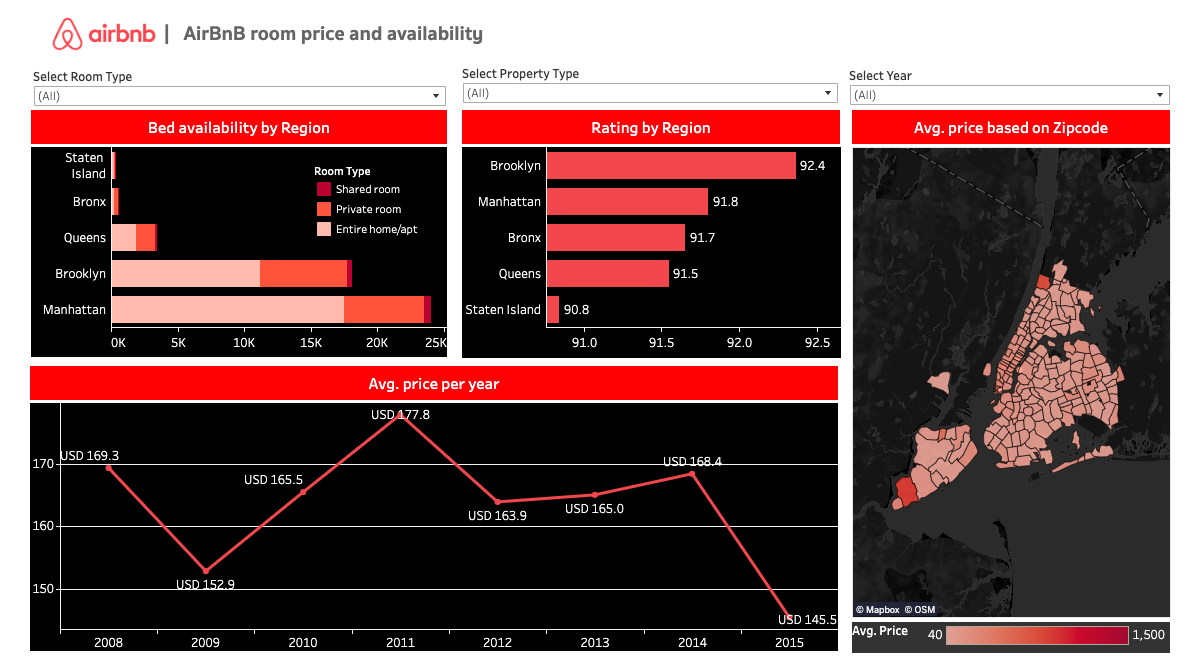 airbnb | AirBnB room price and availability
Select Room Type
(All)
Select Property Type
(All)
Select Year
(All)
Bed availability by Region
Staten
Island
Bronx
Queens
Brooklyn
Manhattan
Room Type
Shared room
Private room
Entire home/apt
0K 5K 10K 15K 20K 25K
Rating by Region
Brooklyn 92.4
Manhattan 91.8
Bronx 91.7
Queens 91.5
Staten Island 90.8
91.0 91.5 92.0 92.5
Avg. price based on Zipcode
© Mapbox © OSM
Avg. Price 40 1,500
Avg. price per year
170
160
150
USD 169.3
USD 152.9
USD 165.5
USD 177.8
USD 163.9
USD 165.0
USD 168.4
USD 145.5
2008 2009 2010 2011 2012 2013 2014 2015